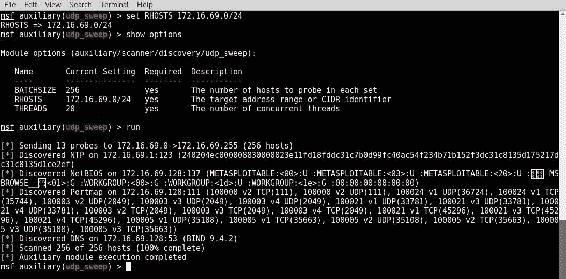 File Edit View Search Terminal Help
msf auxiliary(udp_sweep) > set RHOSTS 172.16.69.0/24
RHOSTS => 172.16.69.0/24
msf auxiliary(udp_sweep) > show options
Module options (auxiliary/scanner/discovery/udp_sweep):
Name Current Setting Required Description
---- --------------- -------- -----------
BATCHSIZE 256 yes The number of hosts to probe in each set
RHOSTS 172.16.69.0/24 yes The target address range or CIDR identifier
THREADS 20 yes The number of concurrent threads
msf auxiliary(udp_sweep) > run
[*] Sending 13 probes to 172.16.69.0->172.16.69.255 (256 hosts)
[*] Discovered NTP on 172.16.69.1:123
[*] Discovered NetBIOS on 172.16.69.128:137 (METASPLOITABLE:<00>:U :METASPLOITABLE:<03>:U :METASPLOITABLE:<20>:U : MS
BROWSE <01>:G :WORKGROUP:<00>:G :WORKGROUP:<1d>:U :WORKGROUP:<1e>:G :00:00:00:00:00:00)
[*] Discovered Portmap on 172.16.69.128:111 (100000 v2 TCP(111), 100000 v2 UDP(111), 100024 v1 UDP(36724), 100024 v1 TCP
(35744), 100003 v2 UDP(2049), 100003 v3 UDP(2049), 100003 v4 UDP(2049), 100021 v1 UDP(33781), 100021 v3 UDP(33781), 1000
21 v4 UDP(33781), 100003 v2 TCP(2049), 100003 v3 TCP(2049), 100003 v4 TCP(2049), 100021 v1 TCP(45296), 100021 v3 TCP(452
96), 100021 v4 TCP(45296), 100005 v1 UDP(35108), 100005 v1 TCP(35663), 100005 v2 UDP(35108), 100005 v2 TCP(35663), 10000
5 v3 UDP(35108), 100005 v3 TCP(35663))
[*] Discovered DNS on 172.16.69.128:53 (BIND 9.4.2)
[*] Scanned 256 of 256 hosts (100% complete)
[*] Auxiliary module execution completed
msf auxiliary(udp_sweep) >